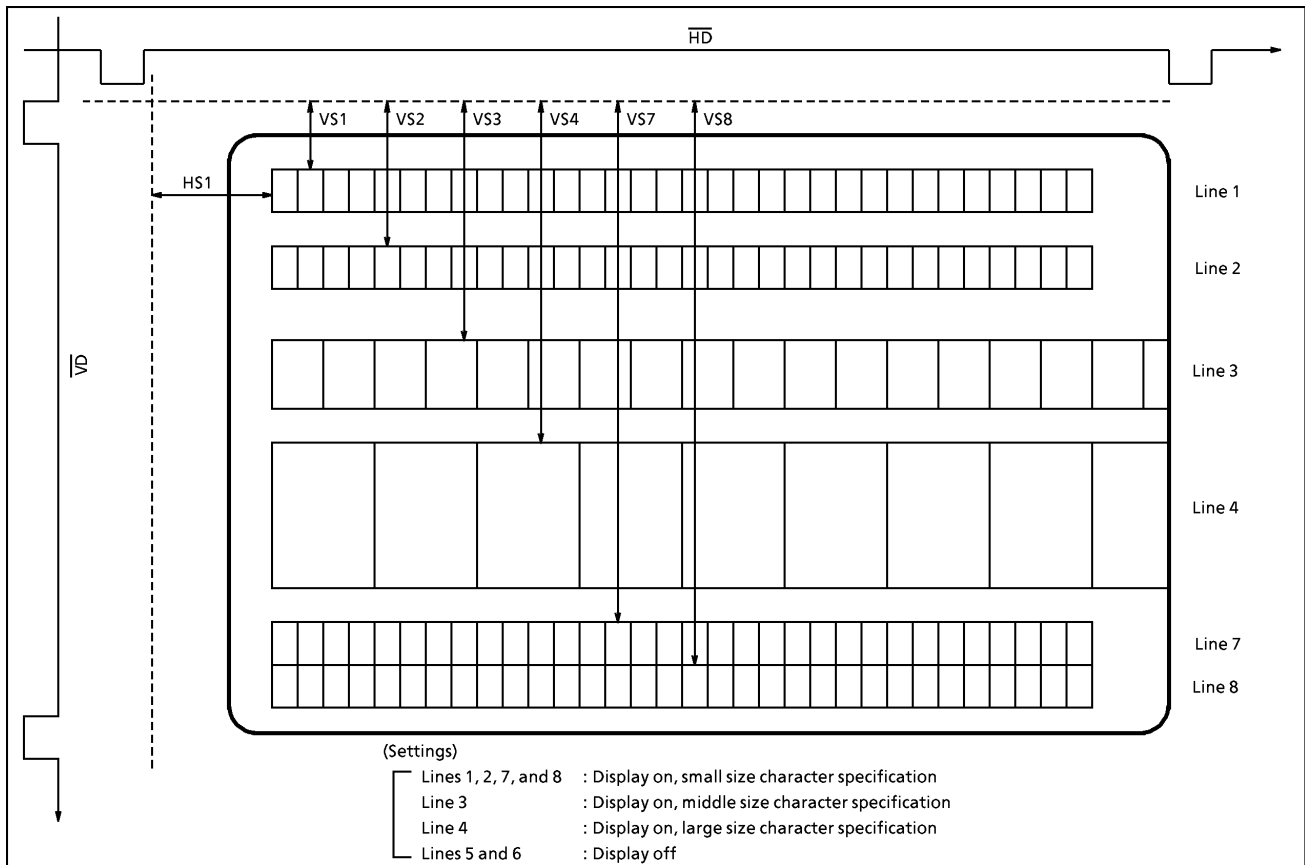 HD
VS1 VS2 VS3 VS4 VS7 VS8
HS1
Line 1
Line 2
VD
Line 3
Line 4
Line 7
Line 8
(Settings)
Lines 1, 2, 7, and 8 : Display on, small size character specification
Line 3 : Display on, middle size character specification
Line 4 : Display on, large size character specification
Lines 5 and 6 : Display off